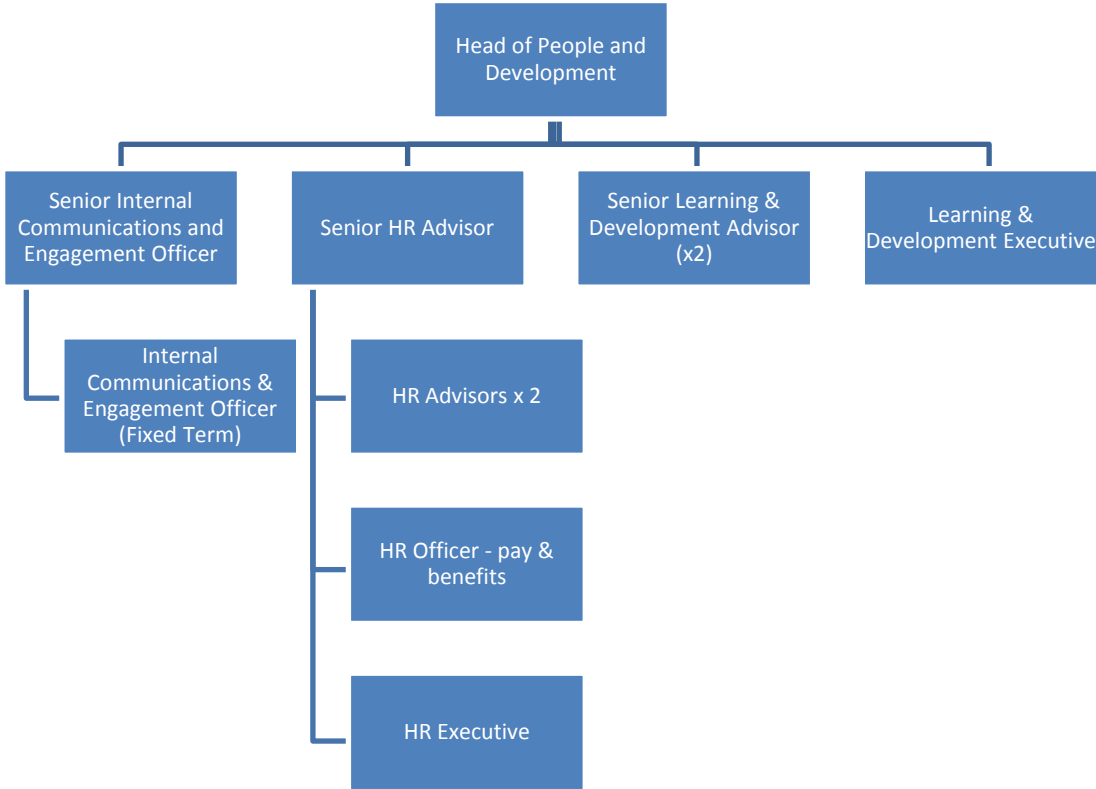 Head of People and
Development
Senior Internal
Communications and
Engagement Officer
Senior HR Advisor
Senior Learning &
Development Advisor
(x2)
Learning &
Development Executive
Internal
Communications &
Engagement Officer
(Fixed Term)
HR Advisors x 2
HR Officer - pay &
benefits
HR Executive